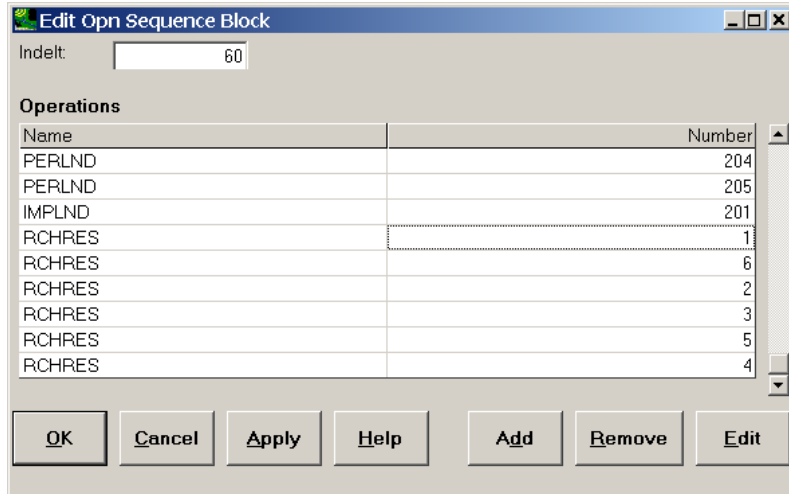 Edit Opn Sequence Block
Indelt: 60
Operations
Name Number
PERLND 204
PERLND 205
IMPLND 201
RCHRES 1
RCHRES 6
RCHRES 2
RCHRES 3
RCHRES 5
RCHRES 4
OK Cancel Apply Help Add Remove Edit